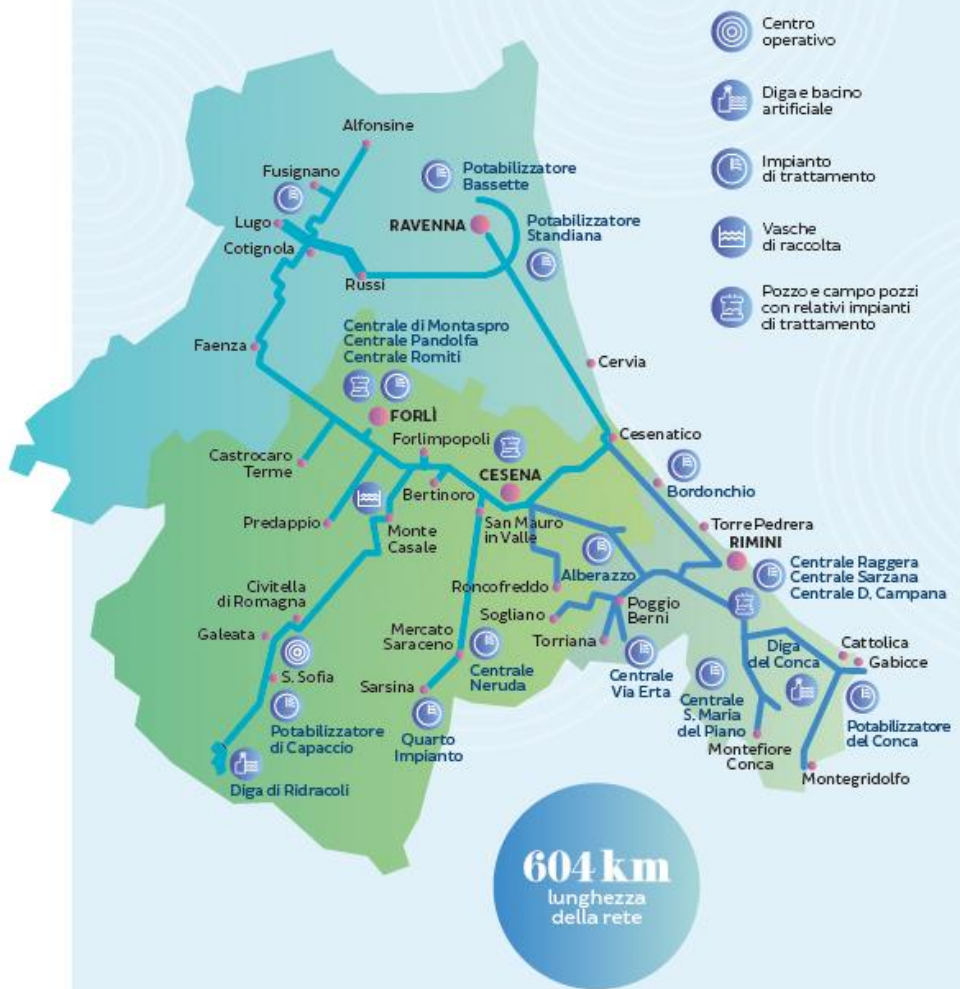 Centro
operativo
Diga e bacino
artificiale
Impianto
di trattamento
Vasche
di raccolta
Pozzo e campo pozzi
con relativi impianti
di trattamento
Alfonsine
Fusignano
Potabilizzatore
Bassette
Lugo
RAVENNA
Potabilizzatore
Standiana
Cotignola
Russi
Centrale di Montaspro
Centrale Pandolfa
Centrale Romiti
Faenza
Cervia
FORLÌ
Forlimpopoli
Cesenatico
Castrocaro
Terme
CESENA
Bertinoro
Bordonchio
Predappio
Monte
Casale
San Mauro
in Valle
Torre Pedrera
RIMINI
Alberazzo
Centrale Raggera
Centrale Sarzana
Centrale D. Campana
Roncofreddo
Civitella
di Romagna
Sogliano
Poggio
Berni
Galeata
Mercato
Saraceno
Torriana
Diga
del Conca
Cattolica
Gabicce
S. Sofia
Sarsina
Centrale
Neruda
Centrale
Via Erta
Centrale
S. Maria
del Piano
Potabilizzatore
di Capaccio
Quarto
Impianto
Potabilizzatore
del Conca
Montefiore
Conca
Montegridolfo
Diga di Ridracoli
604 km
lunghezza
della rete